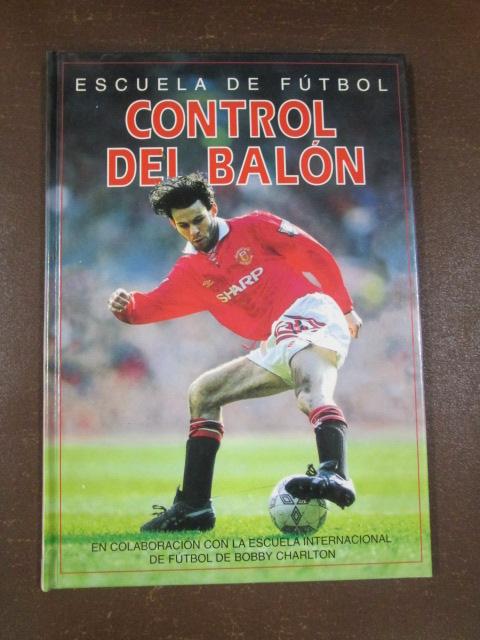 ESCUELA DE FÚTBOL
CONTROL
DEL BALÓN
SHARP
EN COLABORACIÓN CON LA ESCUELA INTERNACIONAL
DE FÚTBOL DE BOBBY CHARLTON